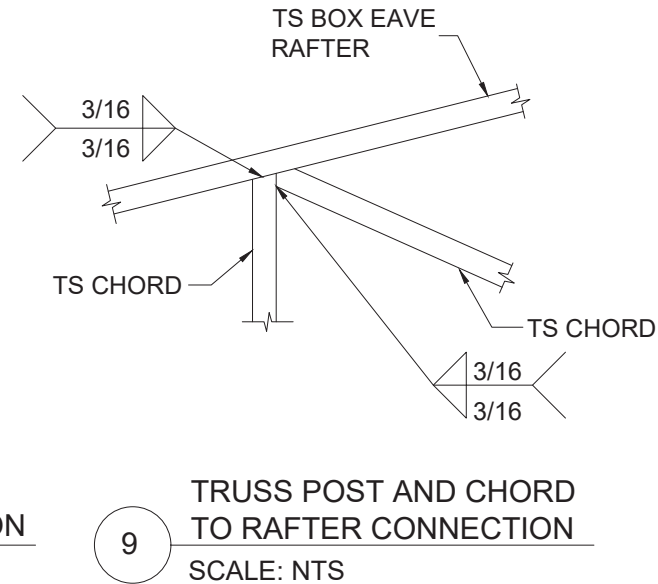 TS BOX EAVE
RAFTER
3/16
3/16
TS CHORD
TS CHORD
3/16
3/16
ON
9
TRUSS POST AND CHORD
TO RAFTER CONNECTION
SCALE: NTS